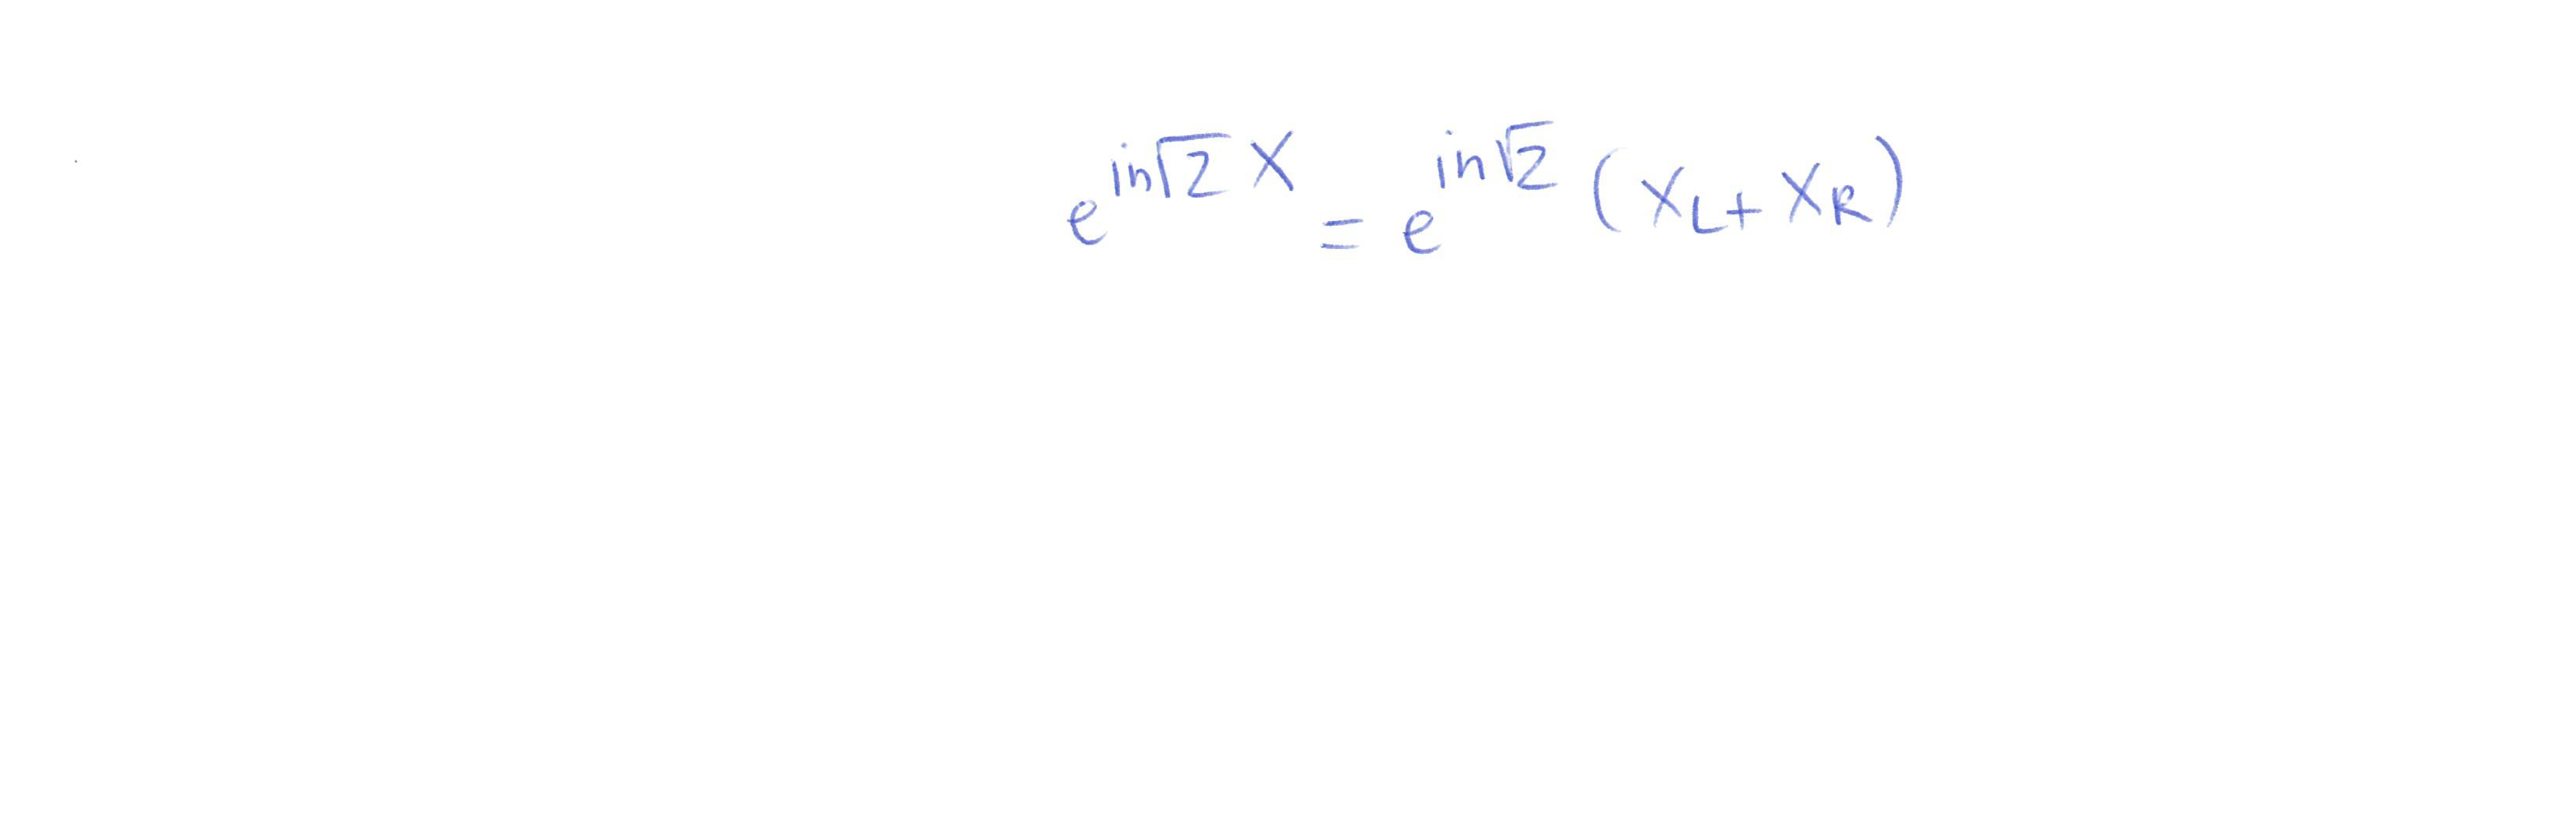 e^{in√2 X} = e^{in√2 (X_L + X_R)}